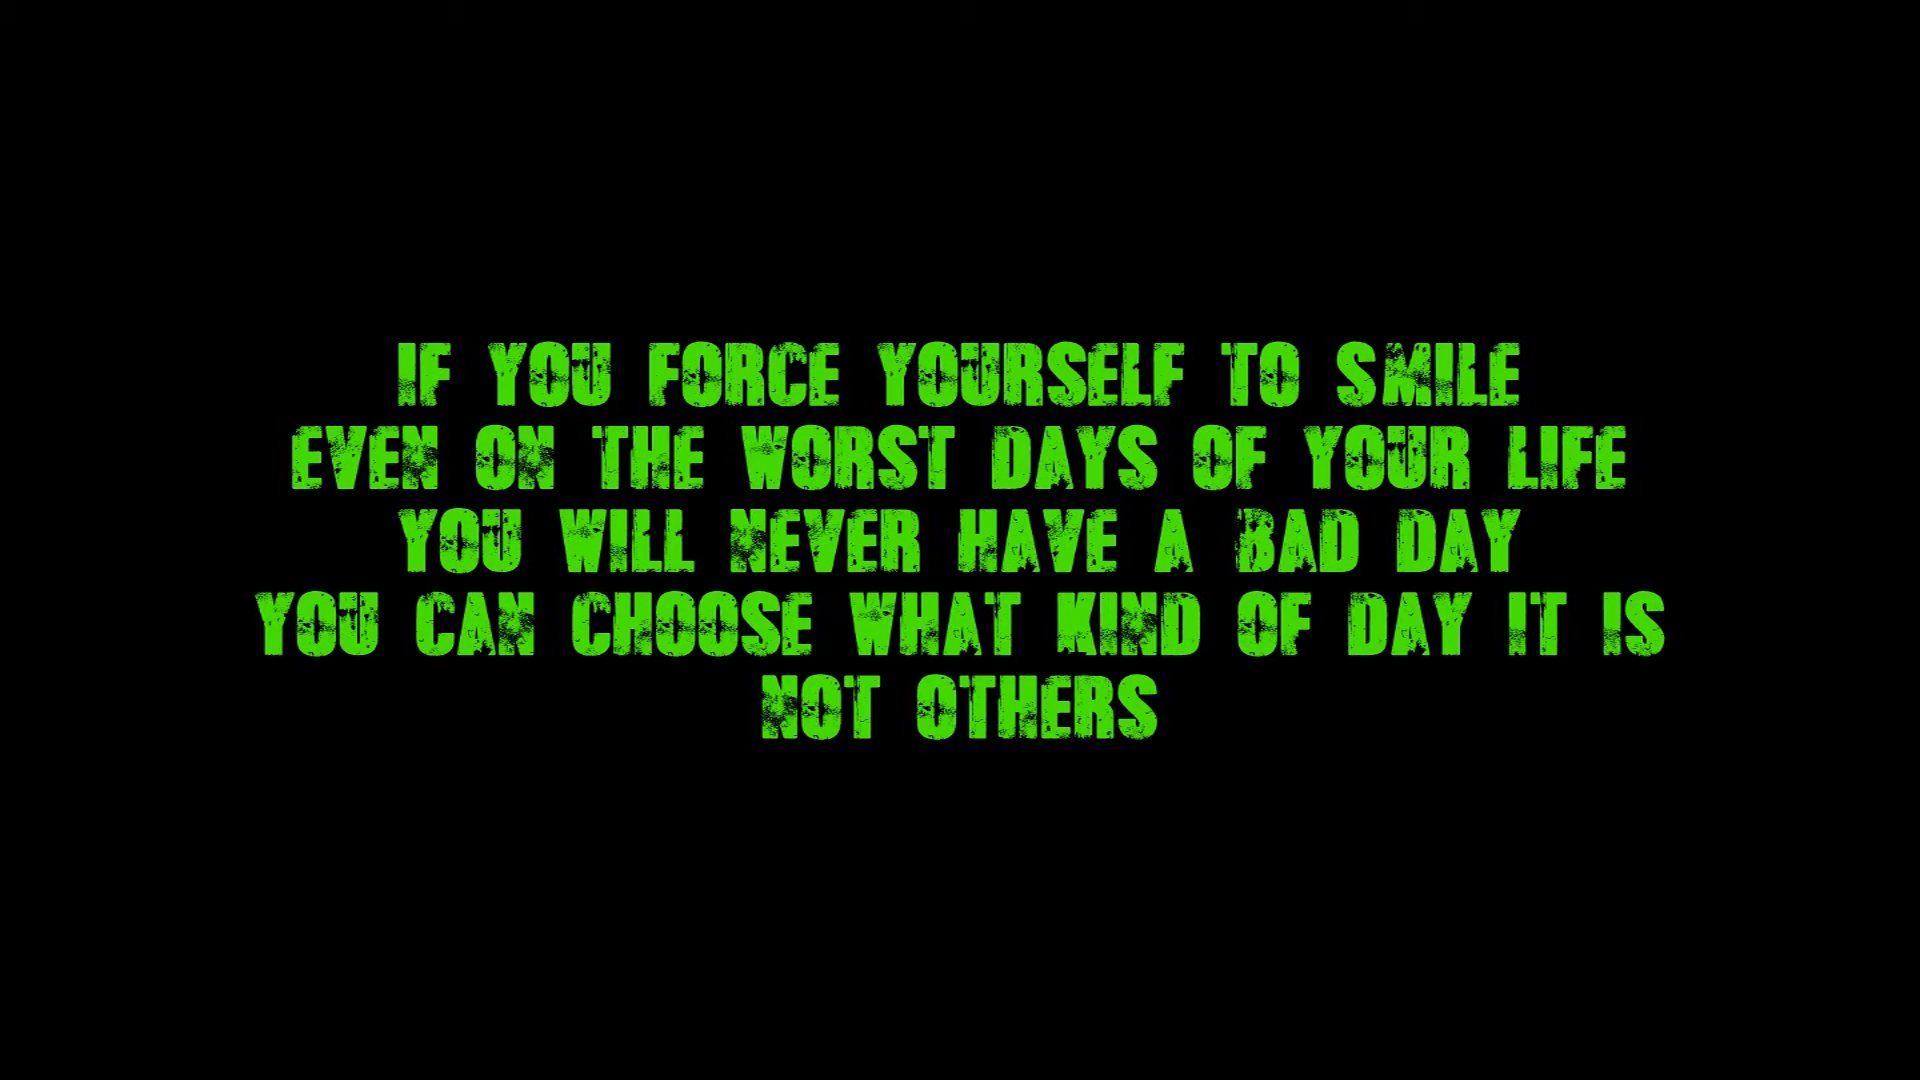 IF YOU FORCE YOURSELF TO SMILE
EVEN ON THE WORST DAYS OF YOUR LIFE
YOU WILL NEVER HAVE A BAD DAY
YOU CAN CHOOSE WHAT KIND OF DAY IT IS
NOT OTHERS